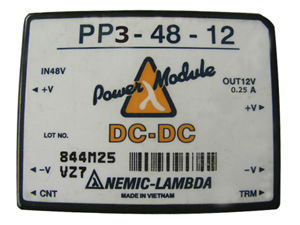 PP3-48-12
IN48V
OUT12V
0.25 A
+V
+V
Power Module
λ
DC-DC
LOT NO.
844M25
VZ7
-V
-V
NEMIC-LAMBDA
CNT
MADE IN VIETNAM
TRM